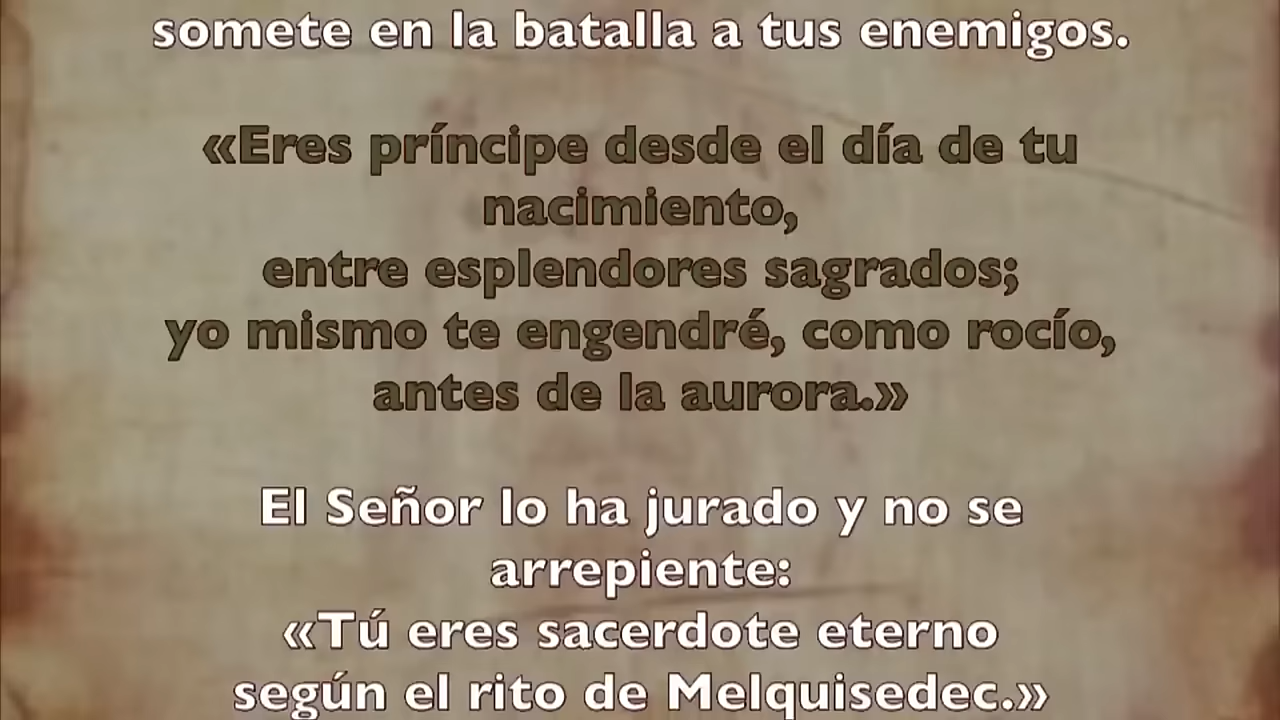 somete en la batalla a tus enemigos.
«Eres príncipe desde el día de tu
nacimiento,
entre esplendores sagrados;
yo mismo te engendré, como rocío,
antes de la aurora.»
El Señor lo ha jurado y no se
arrepiente:
«Tú eres sacerdote eterno
según el rito de Melquisedec.»